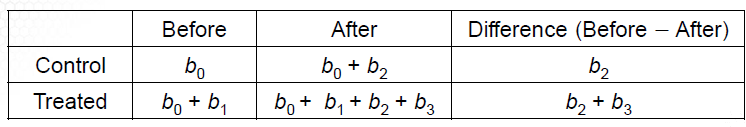 Before After Difference (Before – After)
Control b₀ b₀ + b₂ b₂
Treated b₀ + b₁ b₀ + b₁ + b₂ + b₃ b₂ + b₃